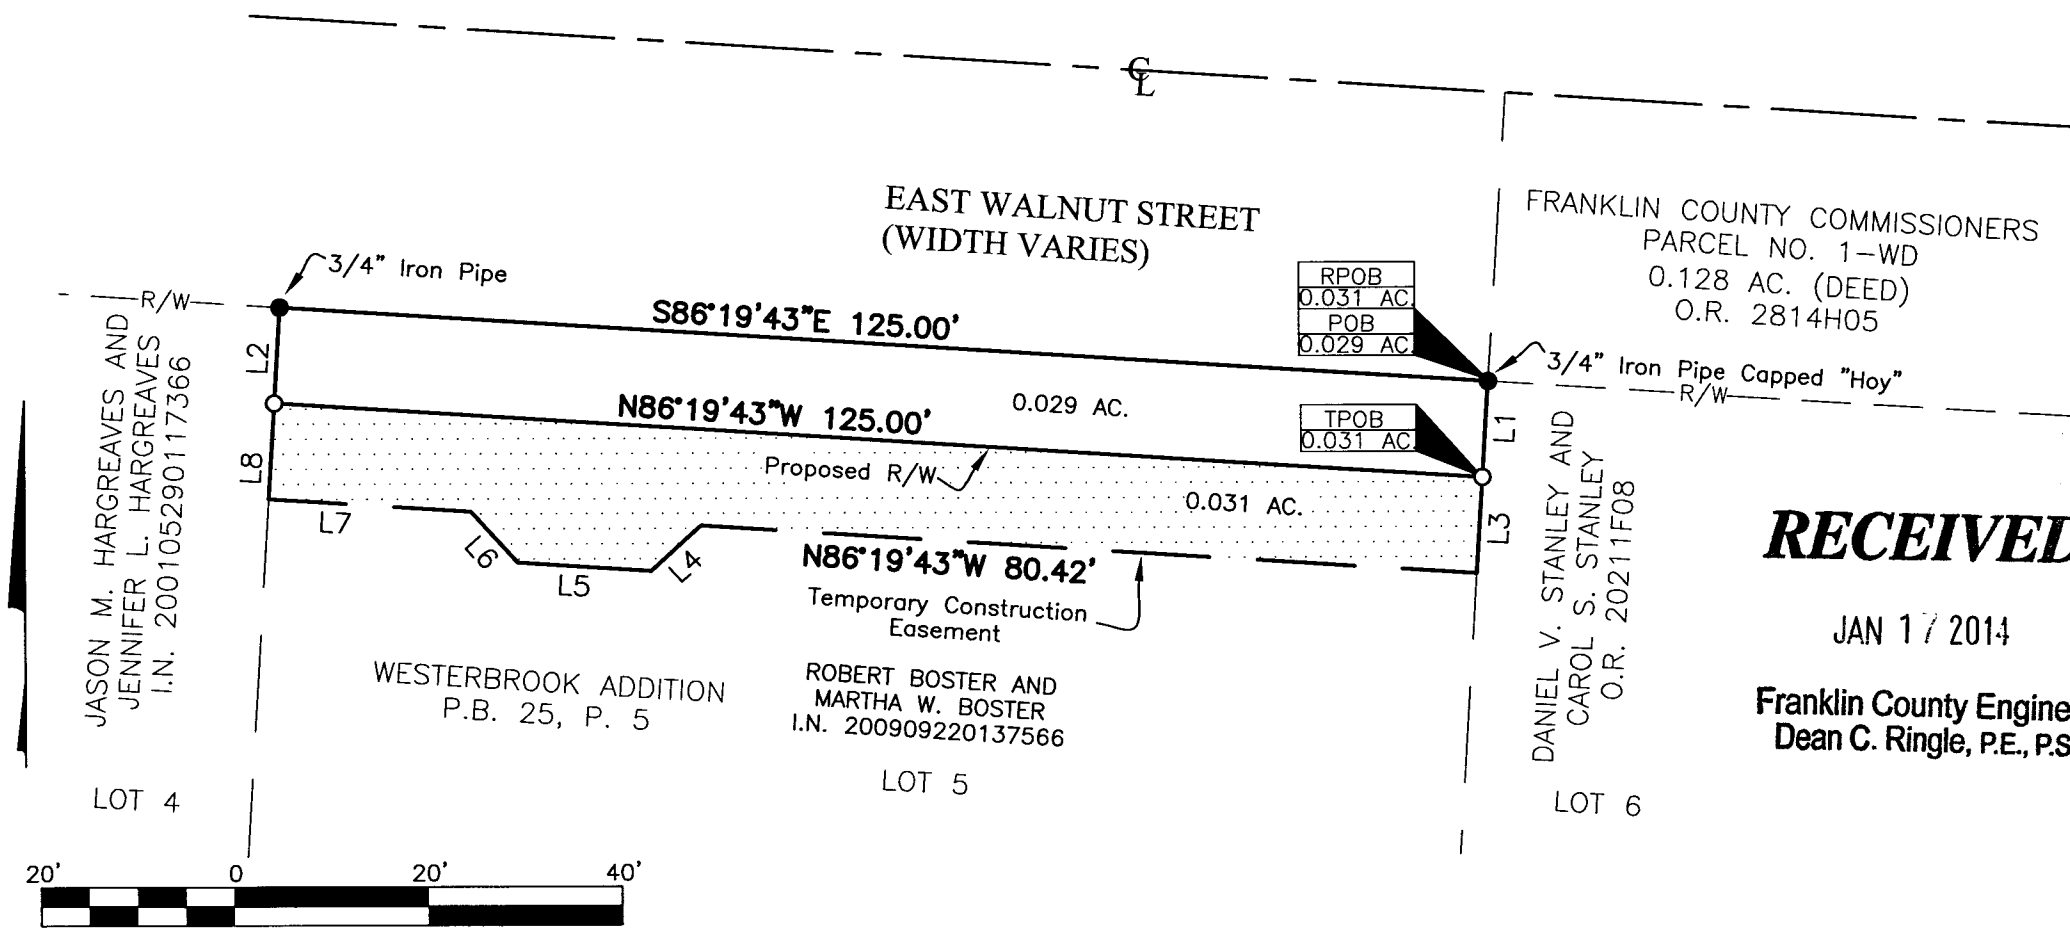 CL
EAST WALNUT STREET
(WIDTH VARIES)
FRANKLIN COUNTY COMMISSIONERS
PARCEL NO. 1-WD
0.128 AC. (DEED)
O.R. 2814H05
3/4" Iron Pipe
R/W
RPOB
0.031 AC.
POB
0.029 AC.
S86°19'43"E 125.00'
3/4" Iron Pipe Capped "Hoy"
R/W
L2
N86°19'43"W 125.00'
0.029 AC.
TPOB
0.031 AC.
L1
JASON M. HARGREAVES AND
JENNIFER L. HARGREAVES
I.N. 200105290117366
L8
Proposed R/W
0.031 AC.
L3
DANIEL V. STANLEY AND
CAROL S. STANLEY
O.R. 20211F08
L7
L6
L5
L4
N86°19'43"W 80.42'
Temporary Construction
Easement
RECEIVED
JAN 17 2014
Franklin County Engine
Dean C. Ringle, P.E., P.S
WESTERBROOK ADDITION
P.B. 25, P. 5
ROBERT BOSTER AND
MARTHA W. BOSTER
I.N. 200909220137566
LOT 4
LOT 5
LOT 6
20' 0 20' 40'